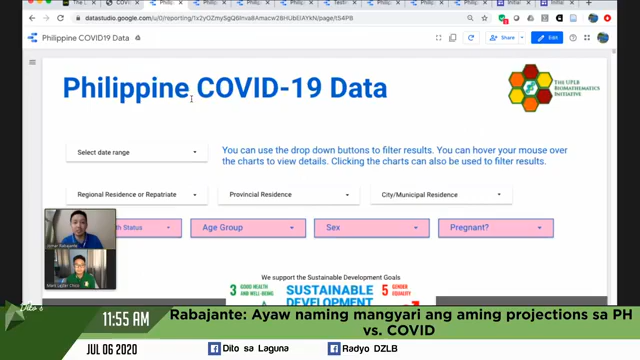 datastudio.google.com/u/0/reporting/
Philippine COVID19 Data
Share
Edit
Philippine COVID-19 Data
THE UPLB
BIOMATHEMATICS
INITIATIVE
Select date range
You can use the drop down buttons to filter results. You can hover your mouse over
the charts to view details. Clicking the charts can also be used to filter results.
Regional Residence or Repatriate
Provincial Residence
City/Municipal Residence
th Status
Age Group
Sex
Pregnant?
We support the Sustainable Development Goals
3 GOOD HEALTH
AND WELL-BEING
SUSTAINABLE
DEVELOPMENT
5 GENDER
EQUALITY
Dito s
11:55 AM
Rabajante: Ayaw naming mangyari ang aming projections sa PH
vs. COVID
JUL 06 2020
Dito sa Laguna
Radyo DZLB